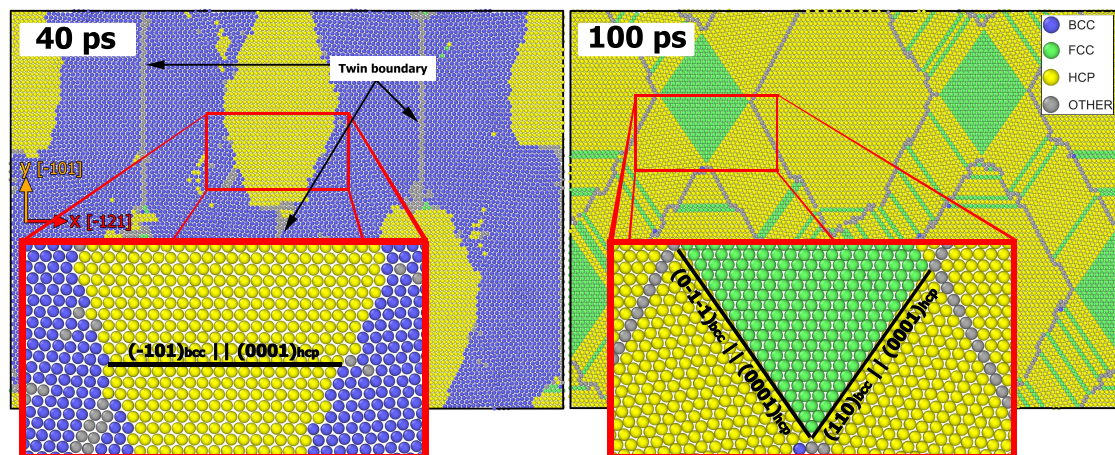 40 ps
Twin boundary
Y [-101]
X [-121]
(-101)bcc || (0001)hcp
100 ps
BCC
FCC
HCP
OTHER
(0-1-1)bcc || (0001)hcp
(110)bcc || (0001)hcp